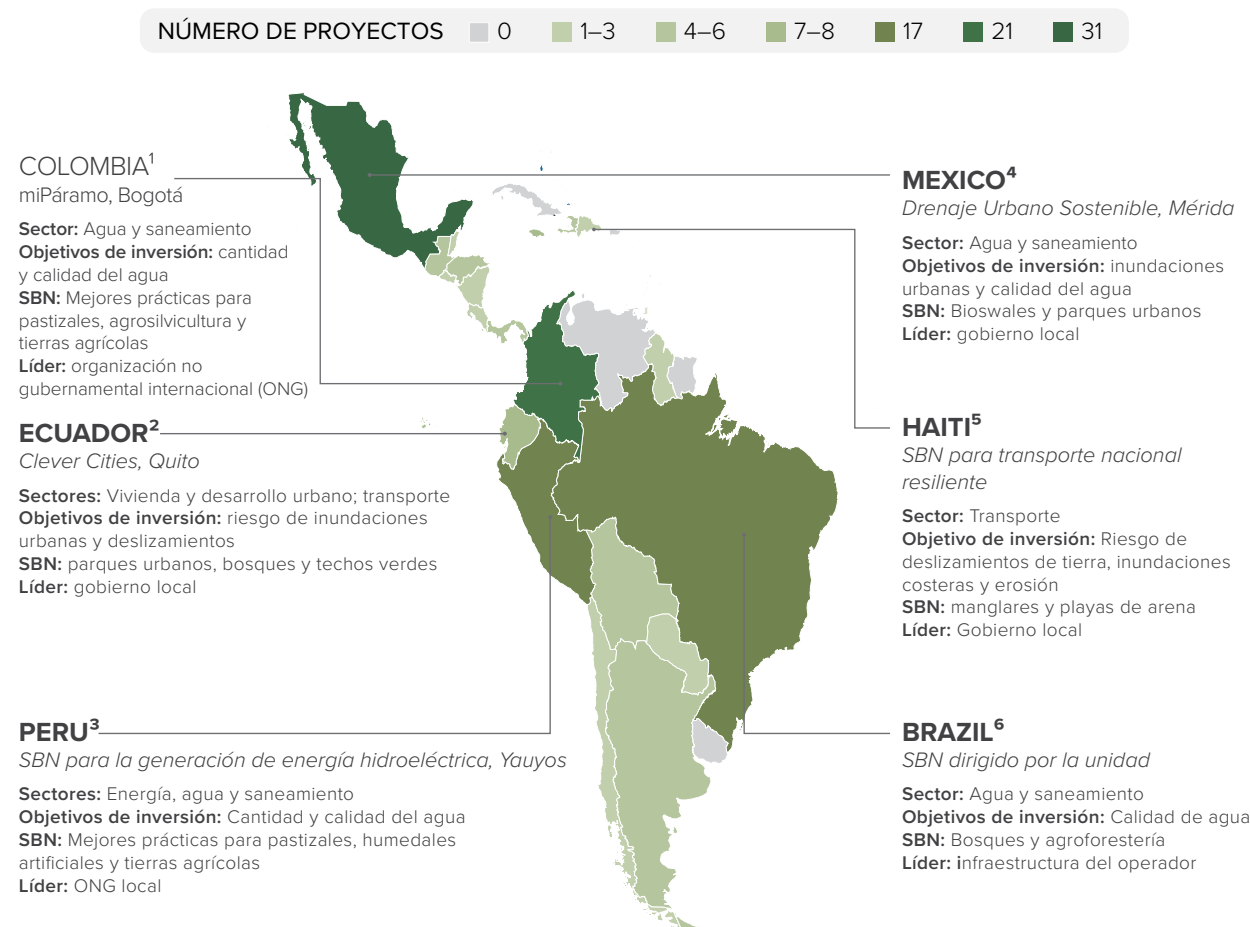 NÚMERO DE PROYECTOS 0 1–3 4–6 7–8 17 21 31
COLOMBIA¹
miPáramo, Bogotá
Sector: Agua y saneamiento
Objetivos de inversión: cantidad
y calidad del agua
SBN: Mejores prácticas para
pastizales, agrosilvicultura y
tierras agrícolas
Líder: organización no
gubernamental internacional (ONG)
ECUADOR²
Clever Cities, Quito
Sectores: Vivienda y desarrollo urbano; transporte
Objetivos de inversión: riesgo de inundaciones
urbanas y deslizamientos
SBN: parques urbanos, bosques y techos verdes
Líder: gobierno local
PERU³
SBN para la generación de energía hidroeléctrica, Yauyos
Sectores: Energía, agua y saneamiento
Objetivos de inversión: Cantidad y calidad del agua
SBN: Mejores prácticas para pastizales, humedales
artificiales y tierras agrícolas
Líder: ONG local
MEXICO⁴
Drenaje Urbano Sostenible, Mérida
Sector: Agua y saneamiento
Objetivos de inversión: inundaciones
urbanas y calidad del agua
SBN: Bioswales y parques urbanos
Líder: gobierno local
HAITI⁵
SBN para transporte nacional
resiliente
Sector: Transporte
Objetivo de inversión: Riesgo de
deslizamientos de tierra, inundaciones
costeras y erosión
SBN: manglares y playas de arena
Líder: Gobierno local
BRAZIL⁶
SBN dirigido por la unidad
Sector: Agua y saneamiento
Objetivos de inversión: Calidad de agua
SBN: Bosques y agroforestería
Líder: infraestructura del operador